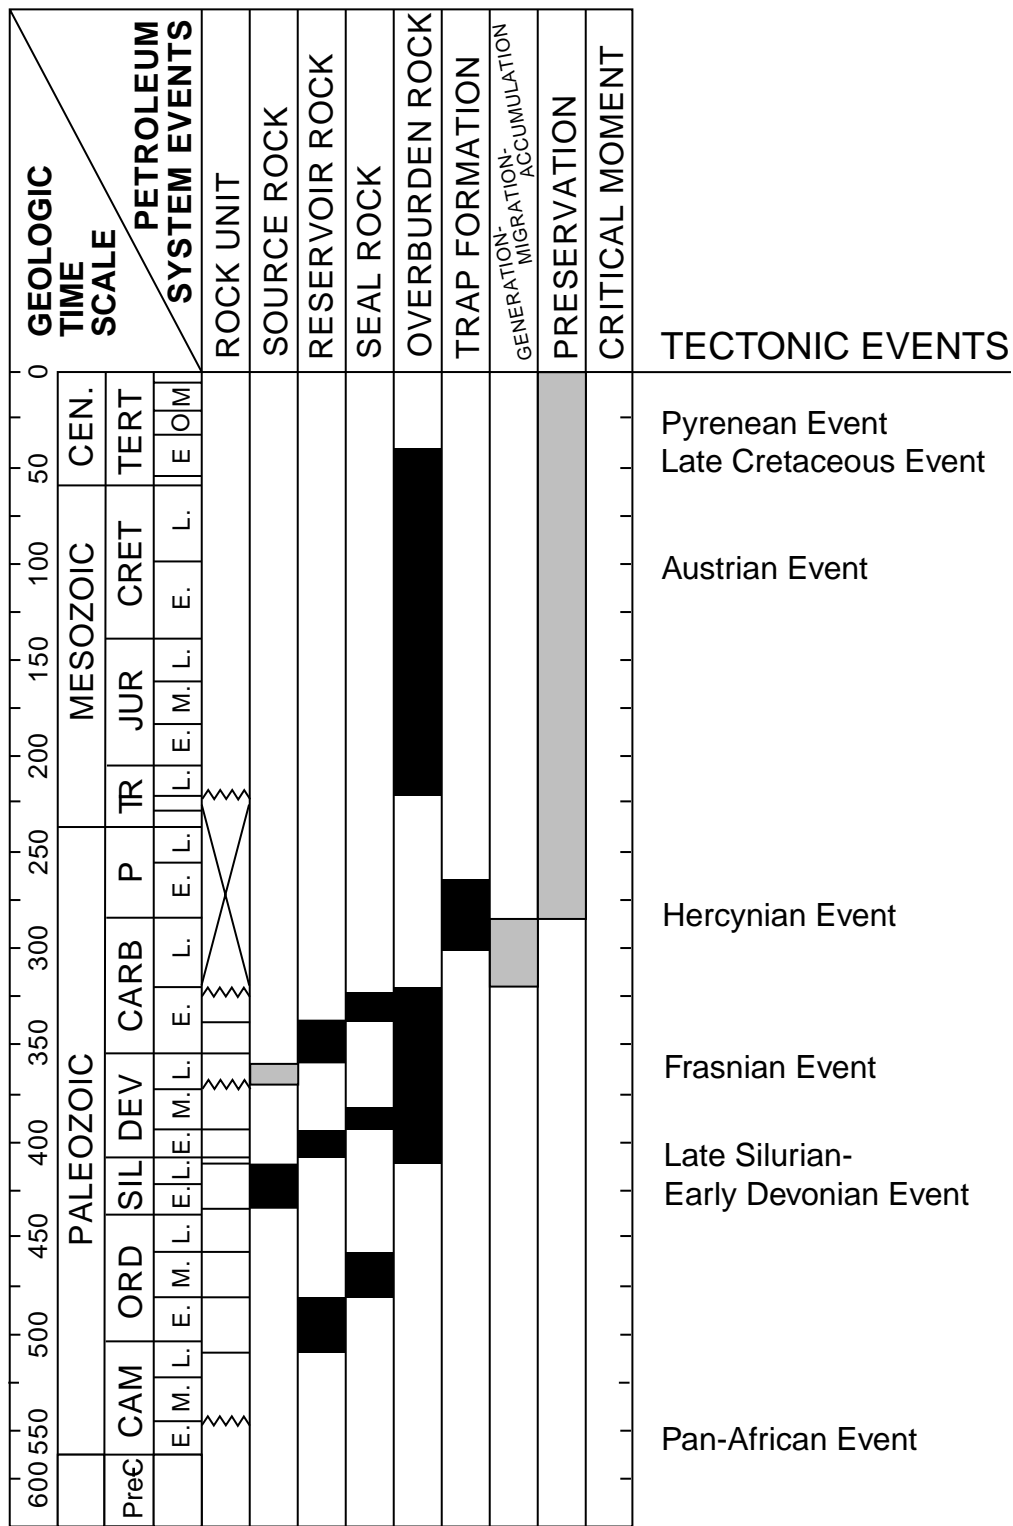 GEOLOGIC
TIME
SCALE
PETROLEUM
SYSTEM EVENTS
ROCK UNIT
SOURCE ROCK
RESERVOIR ROCK
SEAL ROCK
OVERBURDEN ROCK
TRAP FORMATION
GENERATION-
MIGRATION-
ACCUMULATION
PRESERVATION
CRITICAL MOMENT
TECTONIC EVENTS
0
50
100
150
200
250
300
350
400
450
500
550
600
CEN.
MESOZOIC
PALEOZOIC
TERT
CRET
JUR
TR
P
CARB
DEV
SIL
ORD
CAM
Pre€
M
O
E
L.
E.
L.
M.
E.
L.
L.
E.
L.
E.
L.
M.
E.
L.
E.
L.
M.
E.
L.
M.
E.
Pyrenean Event
Late Cretaceous Event
Austrian Event
Hercynian Event
Frasnian Event
Late Silurian-
Early Devonian Event
Pan-African Event